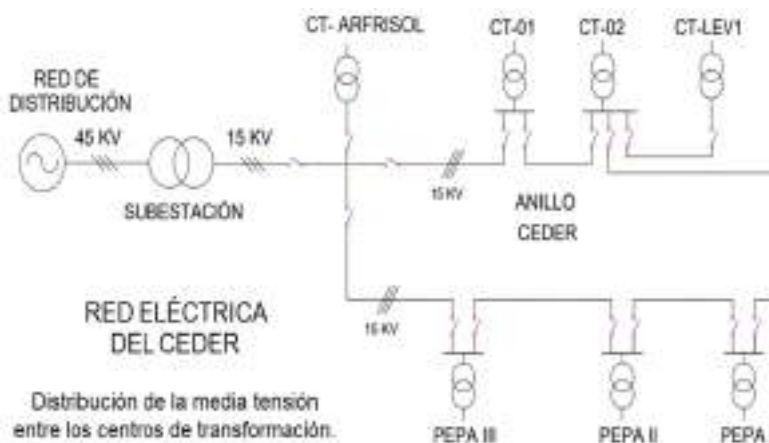 CT- ARFRISOL
CT-01
CT-02
CT-LEV1
RED DE
DISTRIBUCIÓN
45 KV
15 KV
SUBESTACIÓN
15 KV
ANILLO
CEDER
15 KV
RED ELÉCTRICA
DEL CEDER
Distribución de la media tensión
entre los centros de transformación.
PEPA III
PEPA II
PEPA